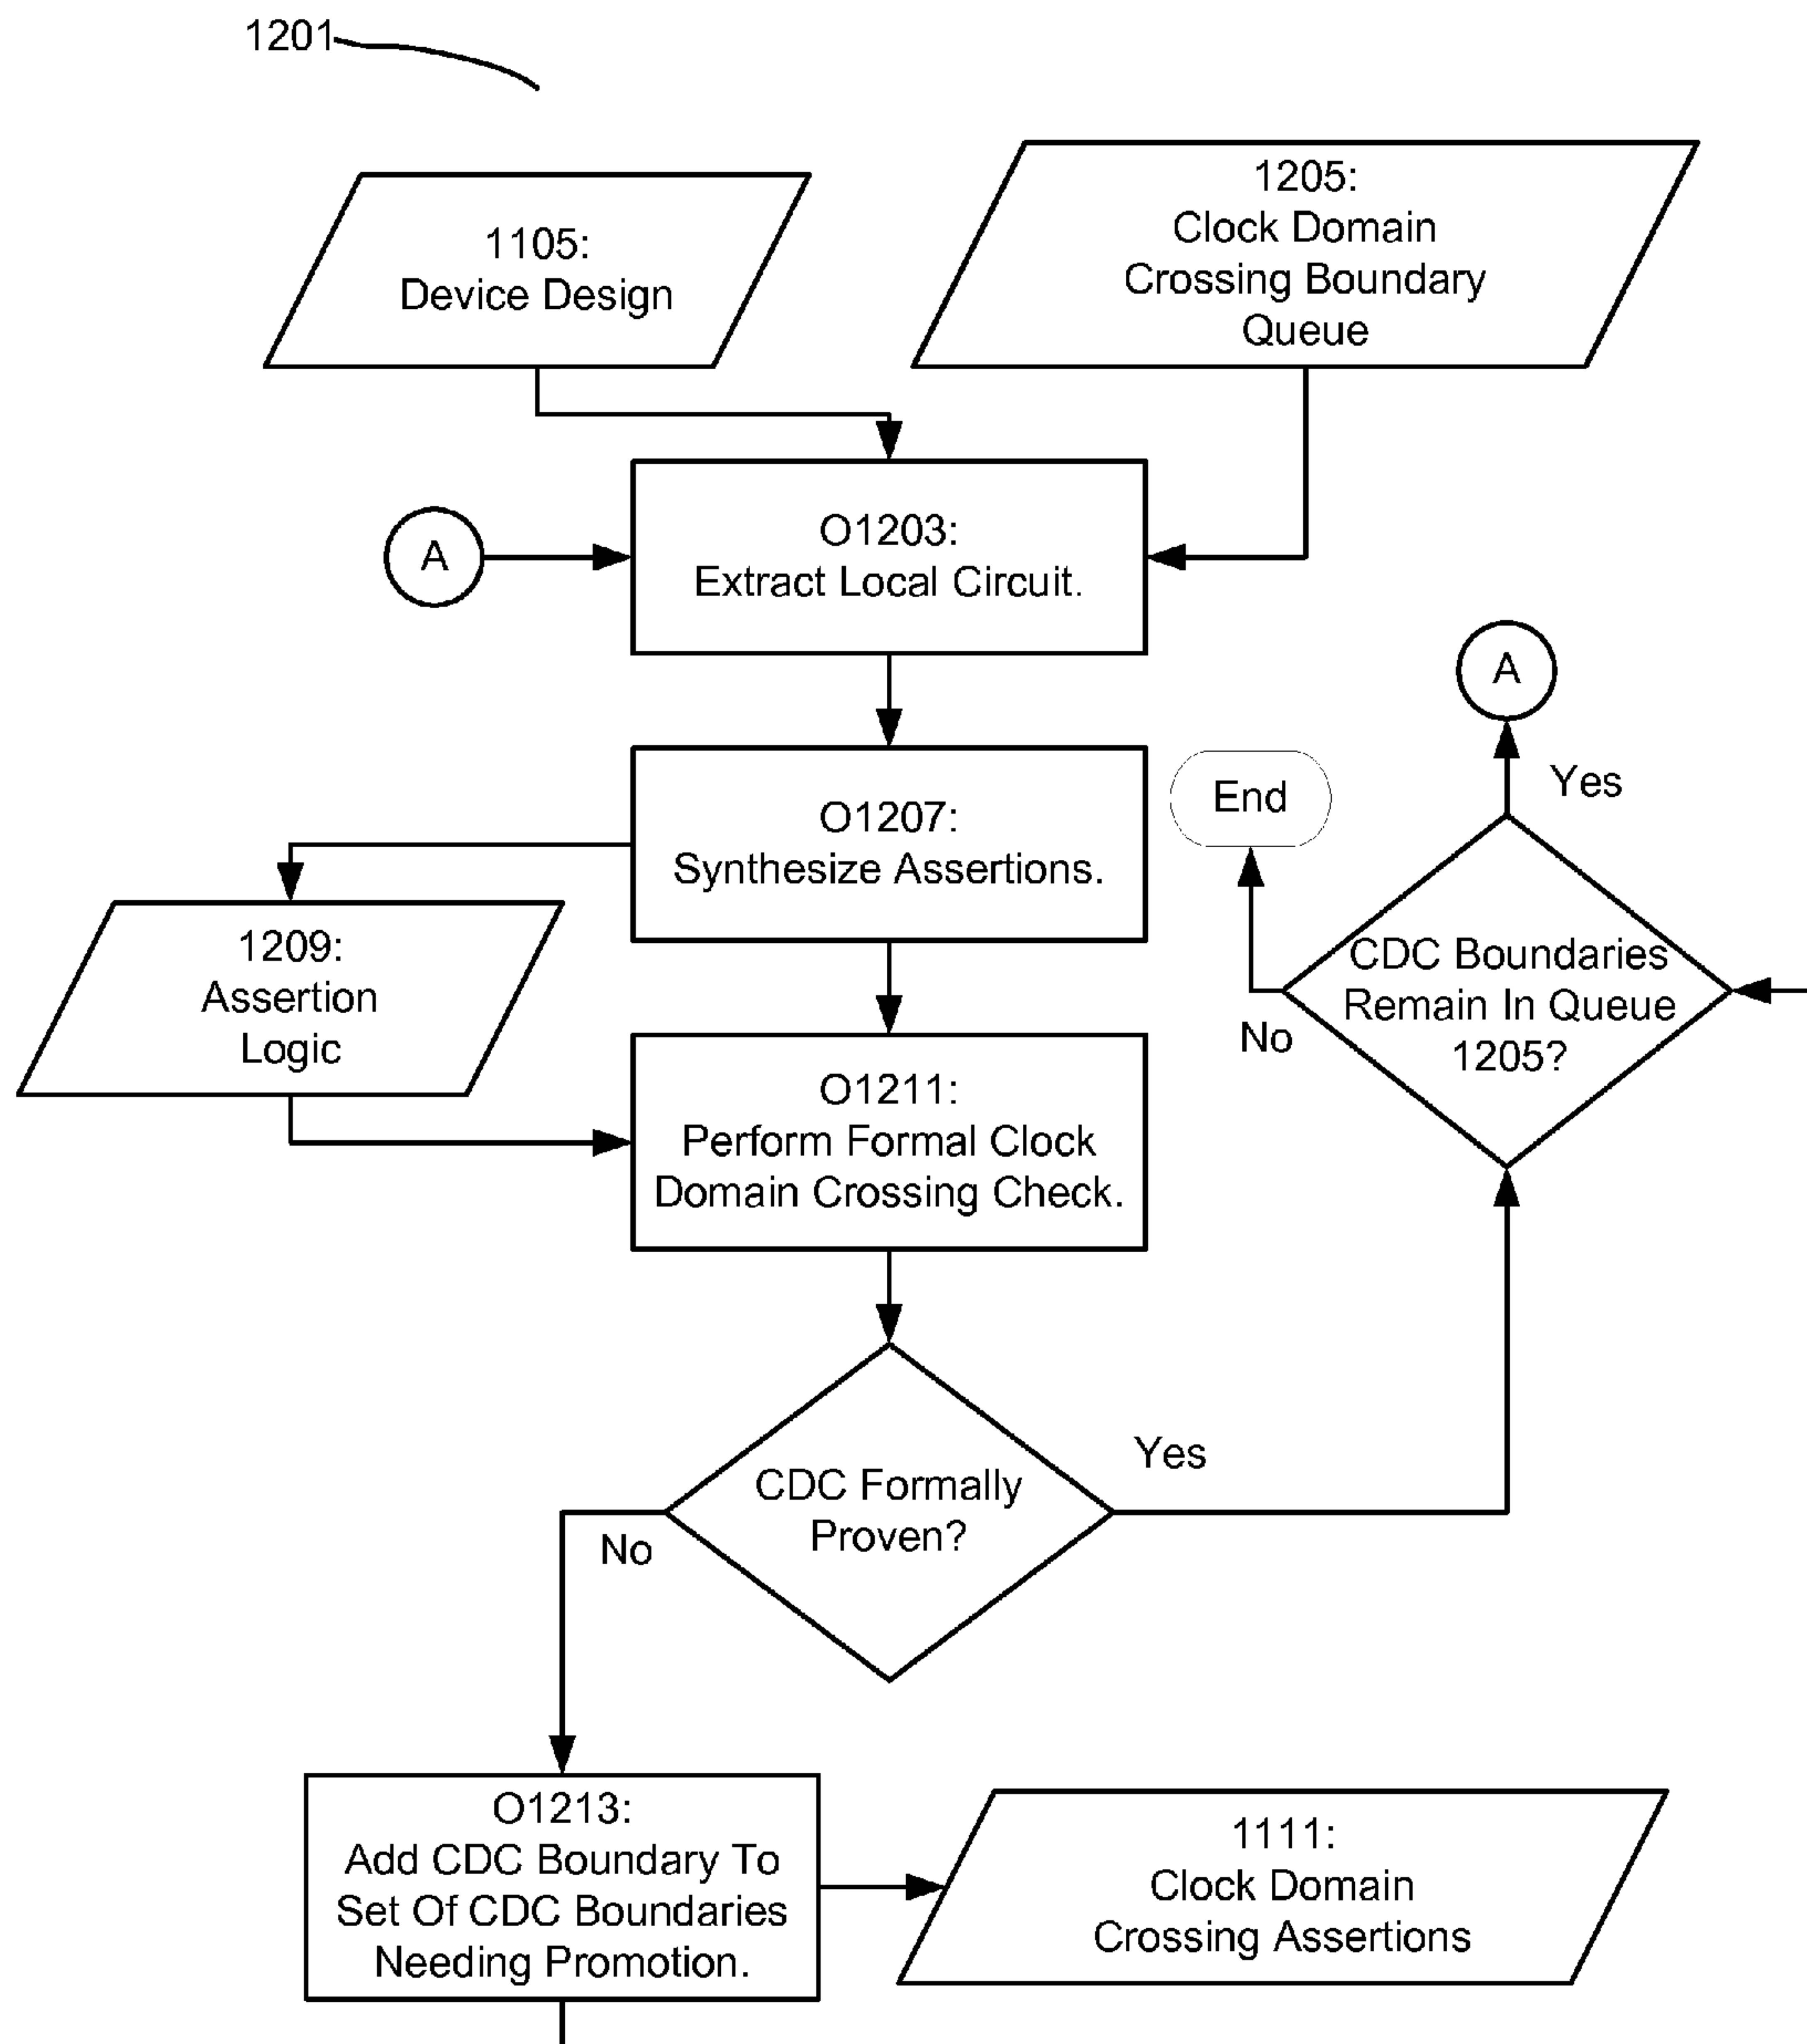 1201
1105:
Device Design
1205:
Clock Domain
Crossing Boundary
Queue
A
O1203:
Extract Local Circuit.
A
Yes
End
O1207:
Synthesize Assertions.
1209:
Assertion
Logic
CDC Boundaries
Remain In Queue
1205?
No
O1211:
Perform Formal Clock
Domain Crossing Check.
CDC Formally
Proven?
Yes
No
O1213:
Add CDC Boundary To
Set Of CDC Boundaries
Needing Promotion.
1111:
Clock Domain
Crossing Assertions